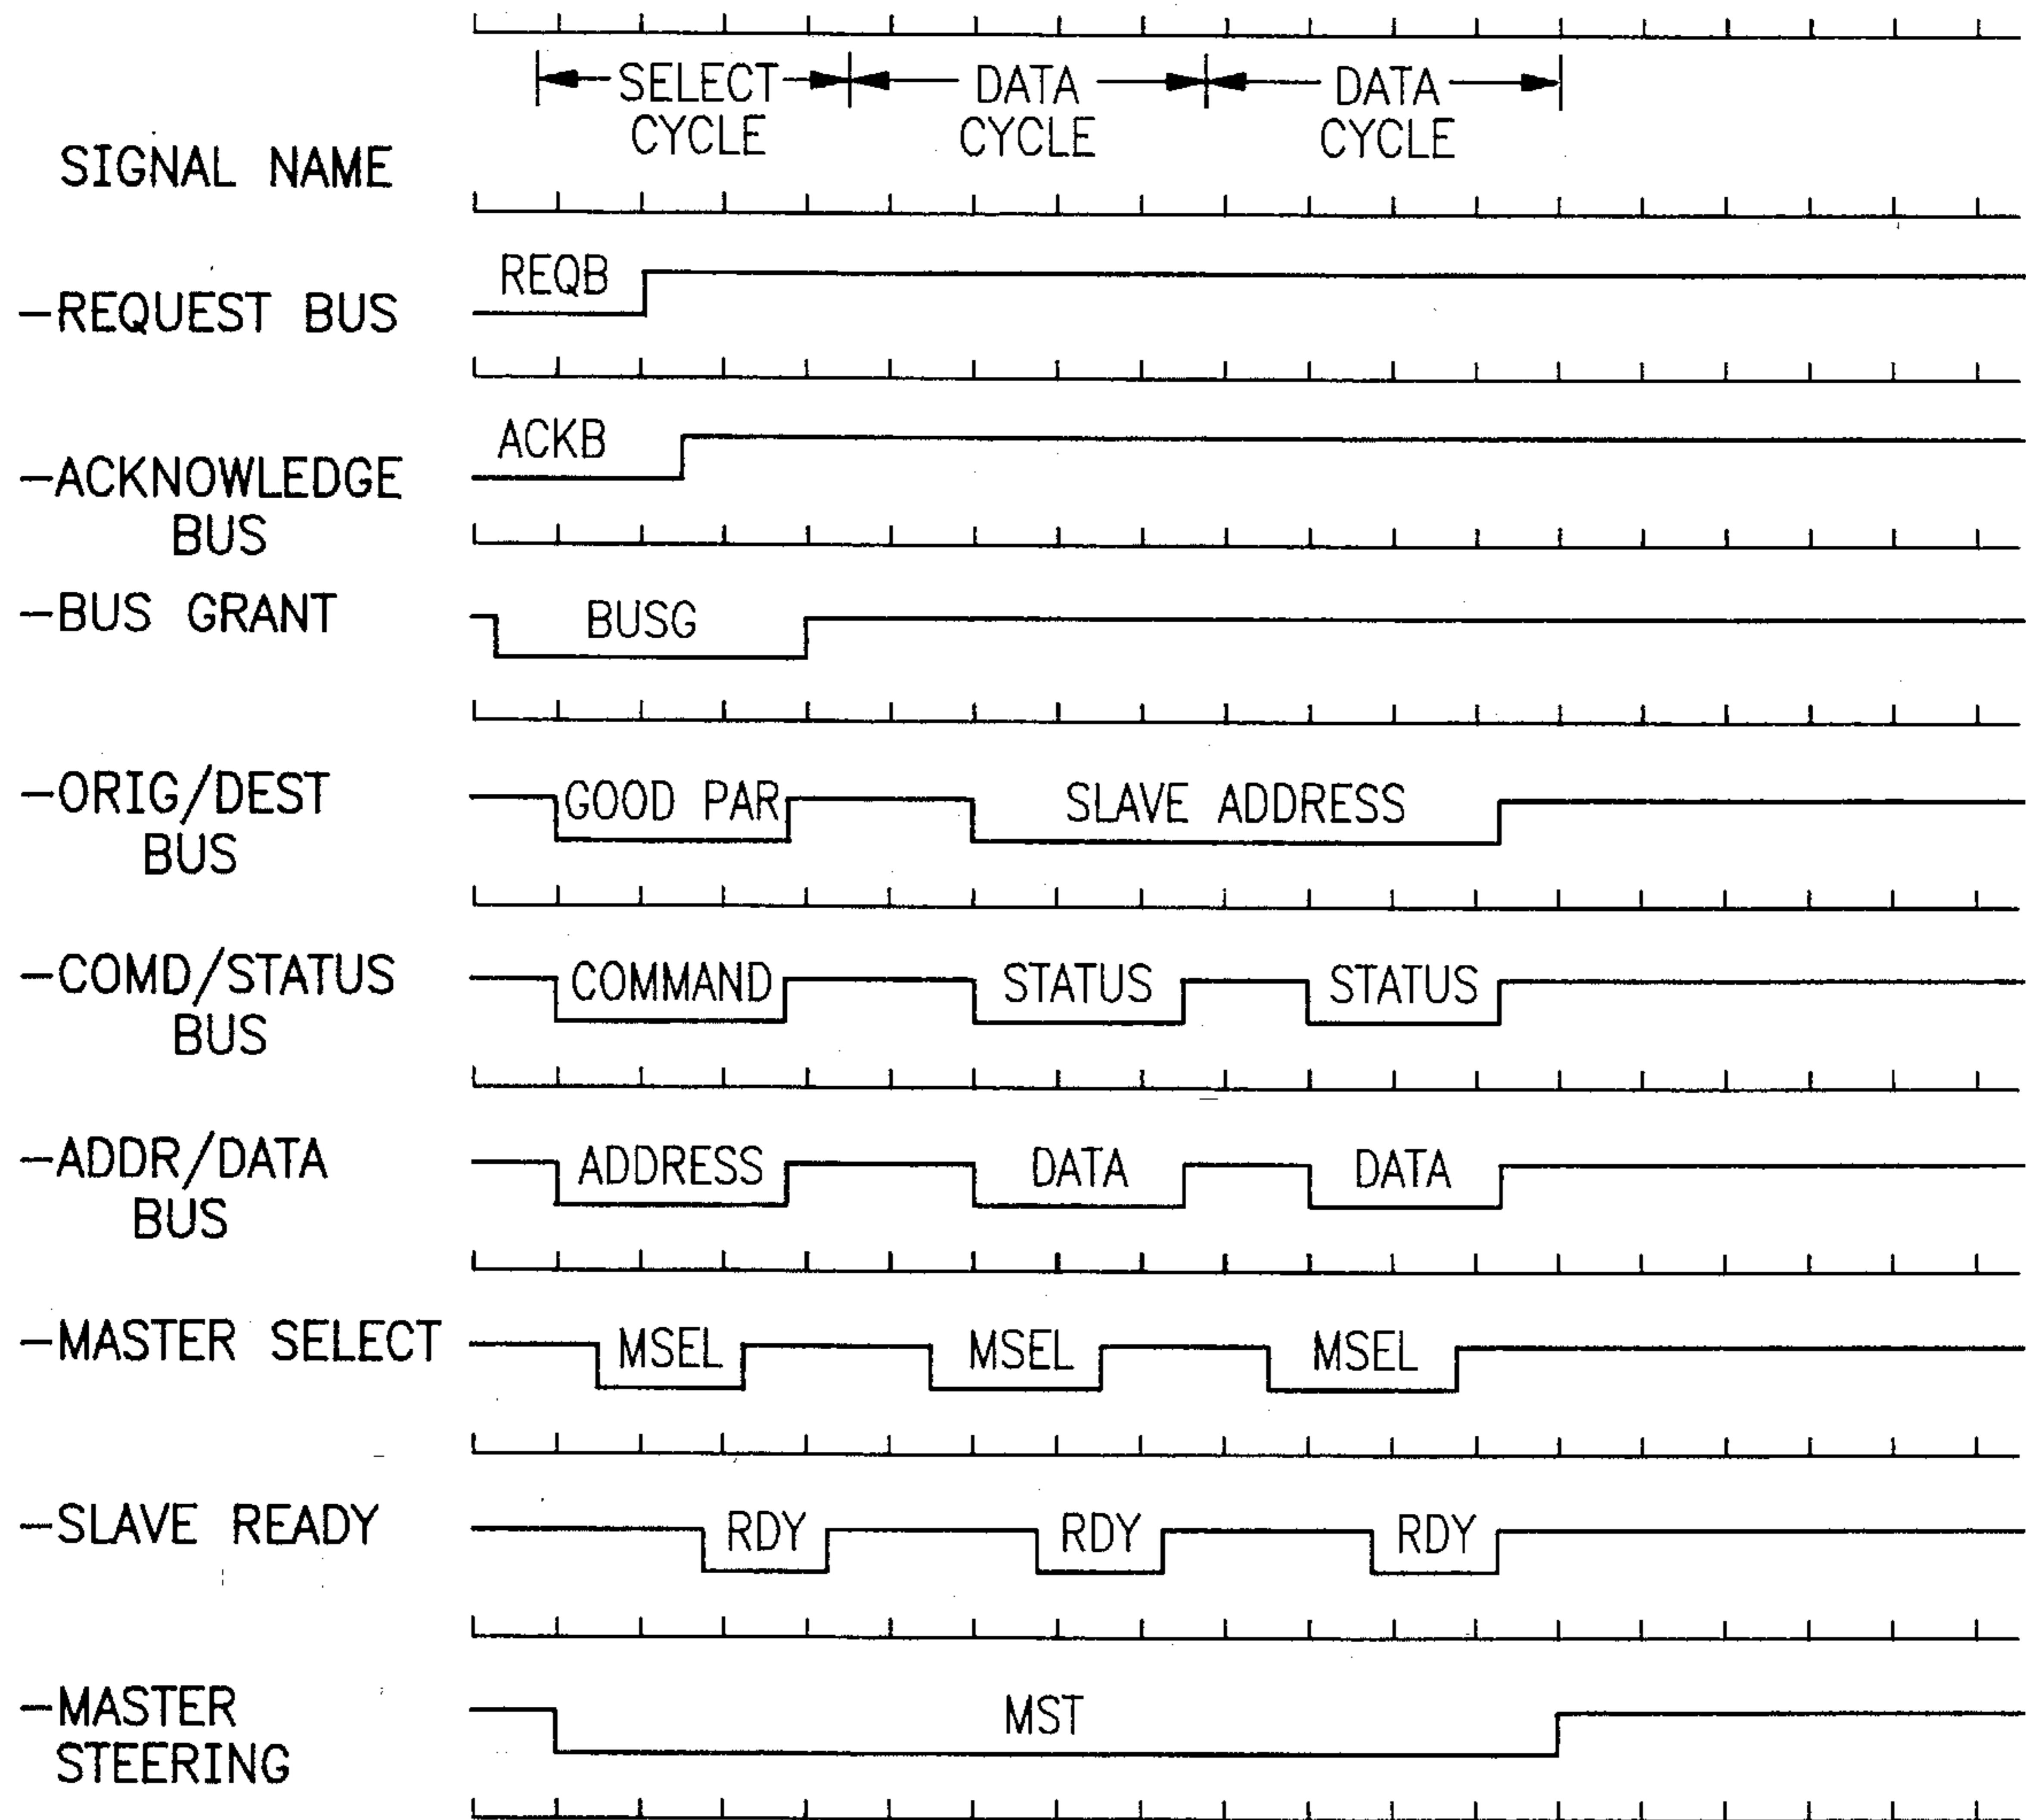 SELECT
CYCLE
DATA
CYCLE
DATA
CYCLE
SIGNAL NAME
REQB
–REQUEST BUS
ACKB
–ACKNOWLEDGE
BUS
–BUS GRANT
BUSG
–ORIG/DEST
BUS
GOOD PAR
SLAVE ADDRESS
–COMD/STATUS
BUS
COMMAND
STATUS
STATUS
–ADDR/DATA
BUS
ADDRESS
DATA
DATA
–MASTER SELECT
MSEL
MSEL
MSEL
–SLAVE READY
RDY
RDY
RDY
–MASTER
STEERING
MST